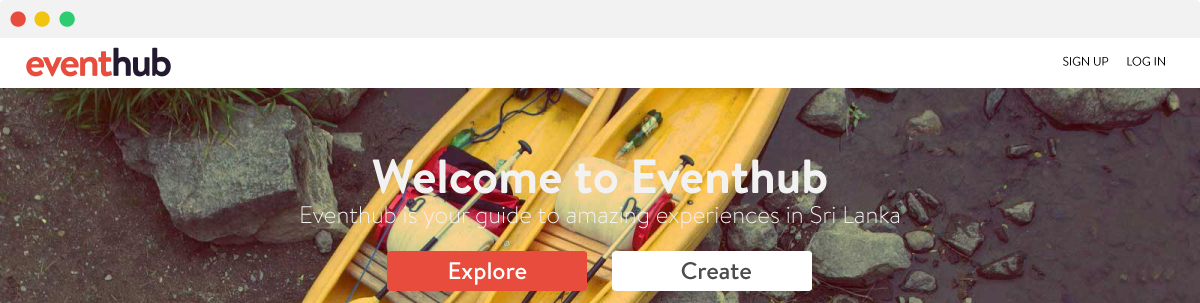 eventhub
SIGN UP LOG IN
Welcome to Eventhub
Eventhub is your guide to amazing experiences in Sri Lanka
Explore Create